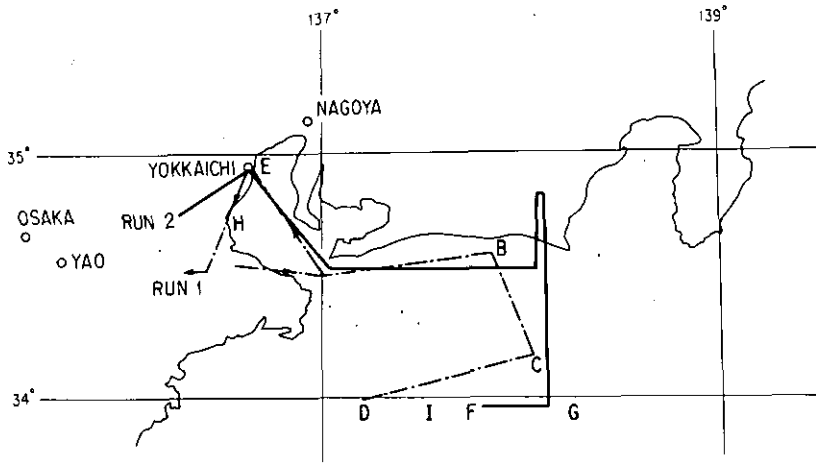 137°
139°
NAGOYA
35°
YOKKAICHI
E
RUN 2
OSAKA
H
YAO
B
RUN 1
C
34°
D
I
F
G